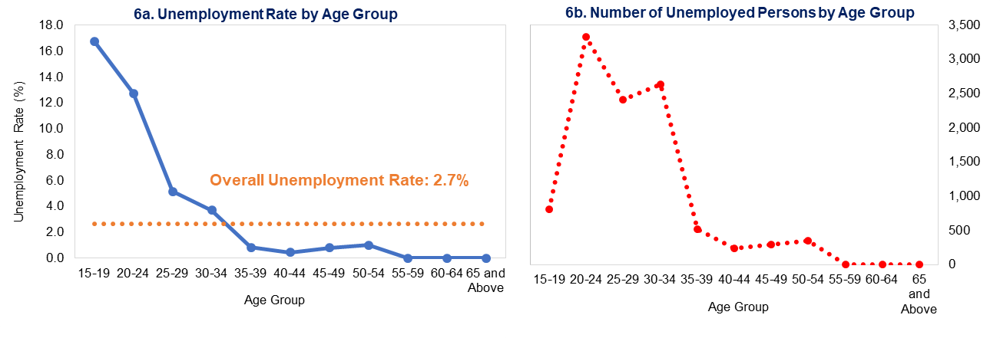 6a. Unemployment Rate by Age Group
18.0
16.0
14.0
12.0
10.0
8.0
6.0
4.0
2.0
0.0
Unemployment Rate (%)
Overall Unemployment Rate: 2.7%
15-19 20-24 25-29 30-34 35-39 40-44 45-49 50-54 55-59 60-64 65 and
Above
Age Group
6b. Number of Unemployed Persons by Age Group
3,500
3,000
2,500
2,000
1,500
1,000
500
0
15-19 20-24 25-29 30-34 35-39 40-44 45-49 50-54 55-59 60-64 65
and
Above
Age Group